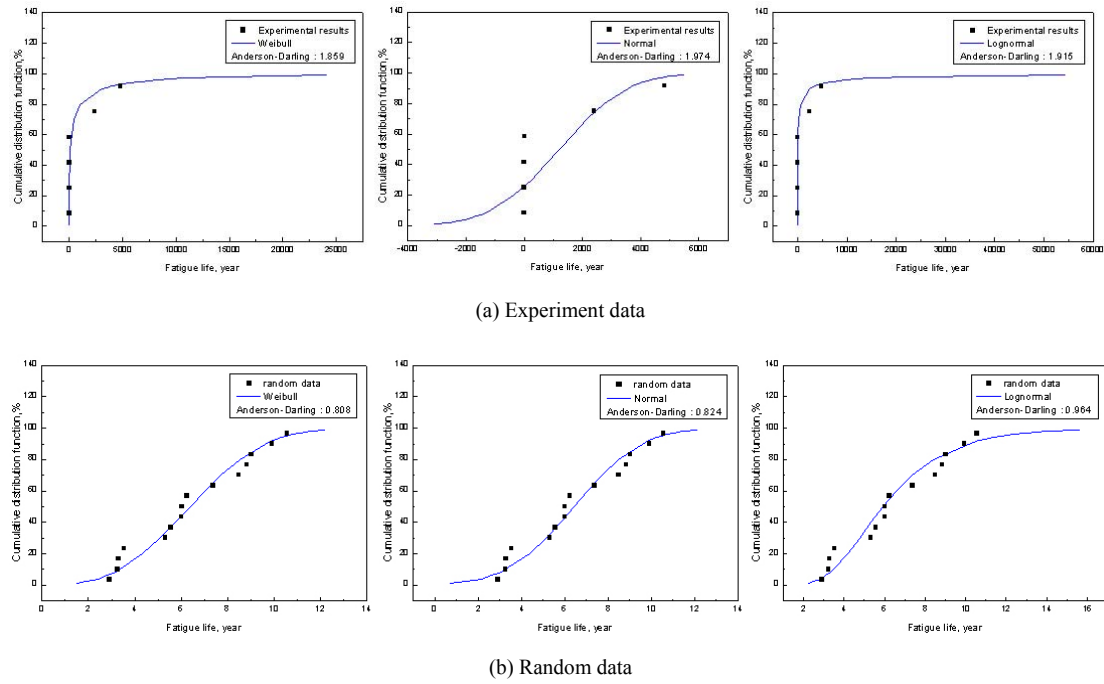 Experimental results
Weibull
Anderson-Darling : 1.859
Cumulative distribution function,%
140
120
100
80
60
40
20
0
0 5000 10000 15000 20000 25000
Fatigue life, year
Experimental results
Normal
Anderson-Darling : 1.974
Cumulative distribution function,%
140
120
100
80
60
40
20
0
-4000 -2000 0 2000 4000 6000
Fatigue life, year
Experimental results
Lognormal
Anderson-Darling : 1.915
Cumulative distribution function,%
140
120
100
80
60
40
20
0
0 10000 20000 30000 40000 50000 60000
Fatigue life, year
(a) Experiment data
random data
Weibull
Anderson-Darling : 0.808
Cumulative distribution function,%
140
120
100
80
60
40
20
0
0 2 4 6 8 10 12 14
Fatigue life, year
random data
Normal
Anderson-Darling : 0.824
Cumulative distribution function,%
140
120
100
80
60
40
20
0
0 2 4 6 8 10 12 14
Fatigue life, year
random data
Lognormal
Anderson-Darling : 0.964
Cumulative distribution function,%
140
120
100
80
60
40
20
0
2 4 6 8 10 12 14 16
Fatigue life, year
(b) Random data